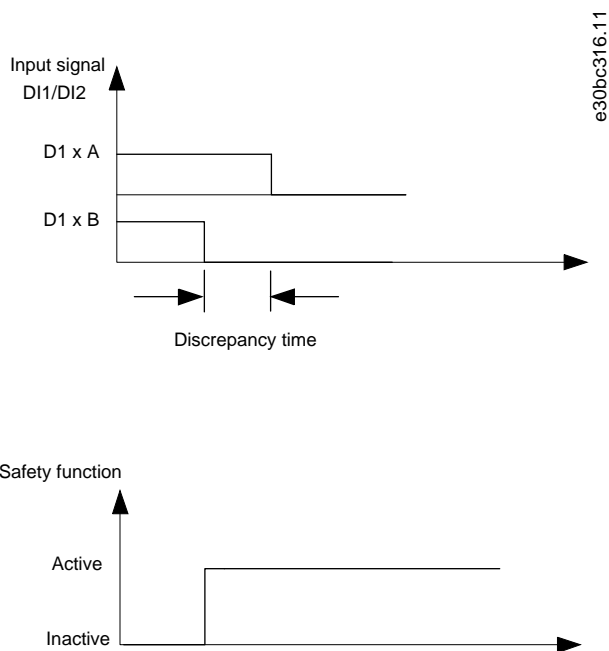 e30bc316.11
Input signal
DI1/DI2
D1 x A
D1 x B
Discrepancy time
Safety function
Active
Inactive